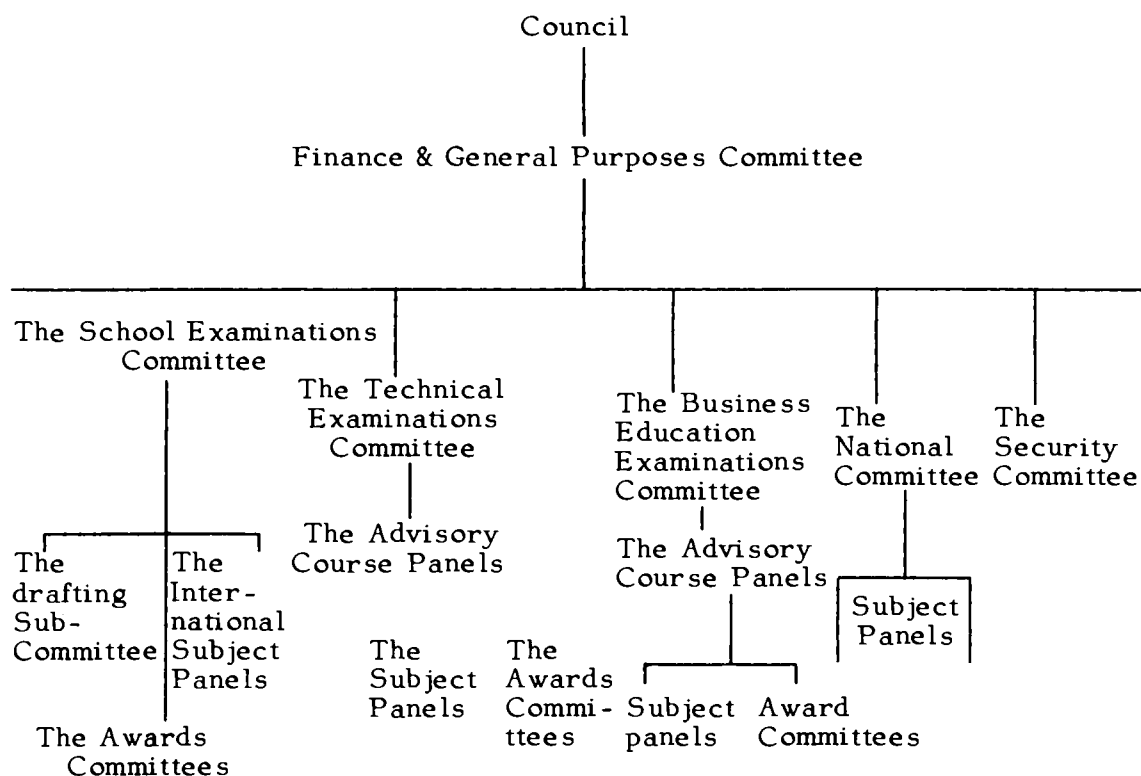 Council
Finance & General Purposes Committee
The School Examinations
Committee
The Technical
Examinations
Committee
The Business
Education
Examinations
Committee
The
National
Committee
The
Security
Committee
The
drafting
Sub-
Committee
The
Inter-
national
Subject
Panels
The Awards
Committees
The Advisory
Course Panels
The
Subject
Panels
The
Awards
Commi-
ttees
The Advisory
Course Panels
Subject
panels
Award
Committees
Subject
Panels